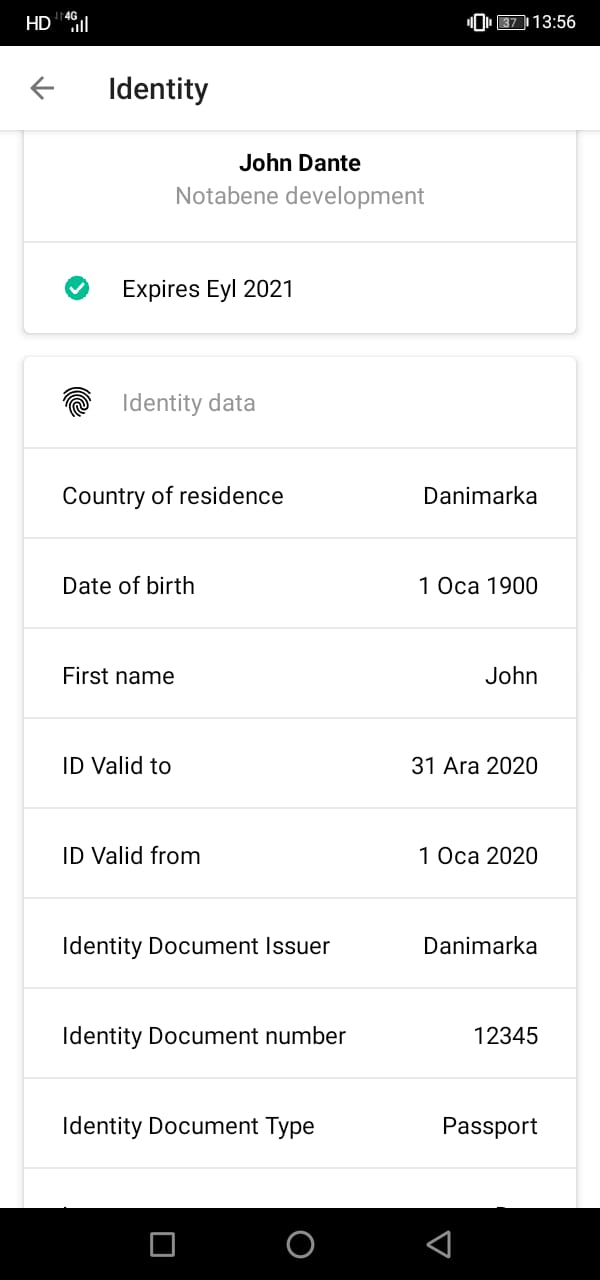 HD 4G 37 13:56
Identity
John Dante
Notabene development
Expires Eyl 2021
Identity data
Country of residence Danimarka
Date of birth 1 Oca 1900
First name John
ID Valid to 31 Ara 2020
ID Valid from 1 Oca 2020
Identity Document Issuer Danimarka
Identity Document number 12345
Identity Document Type Passport